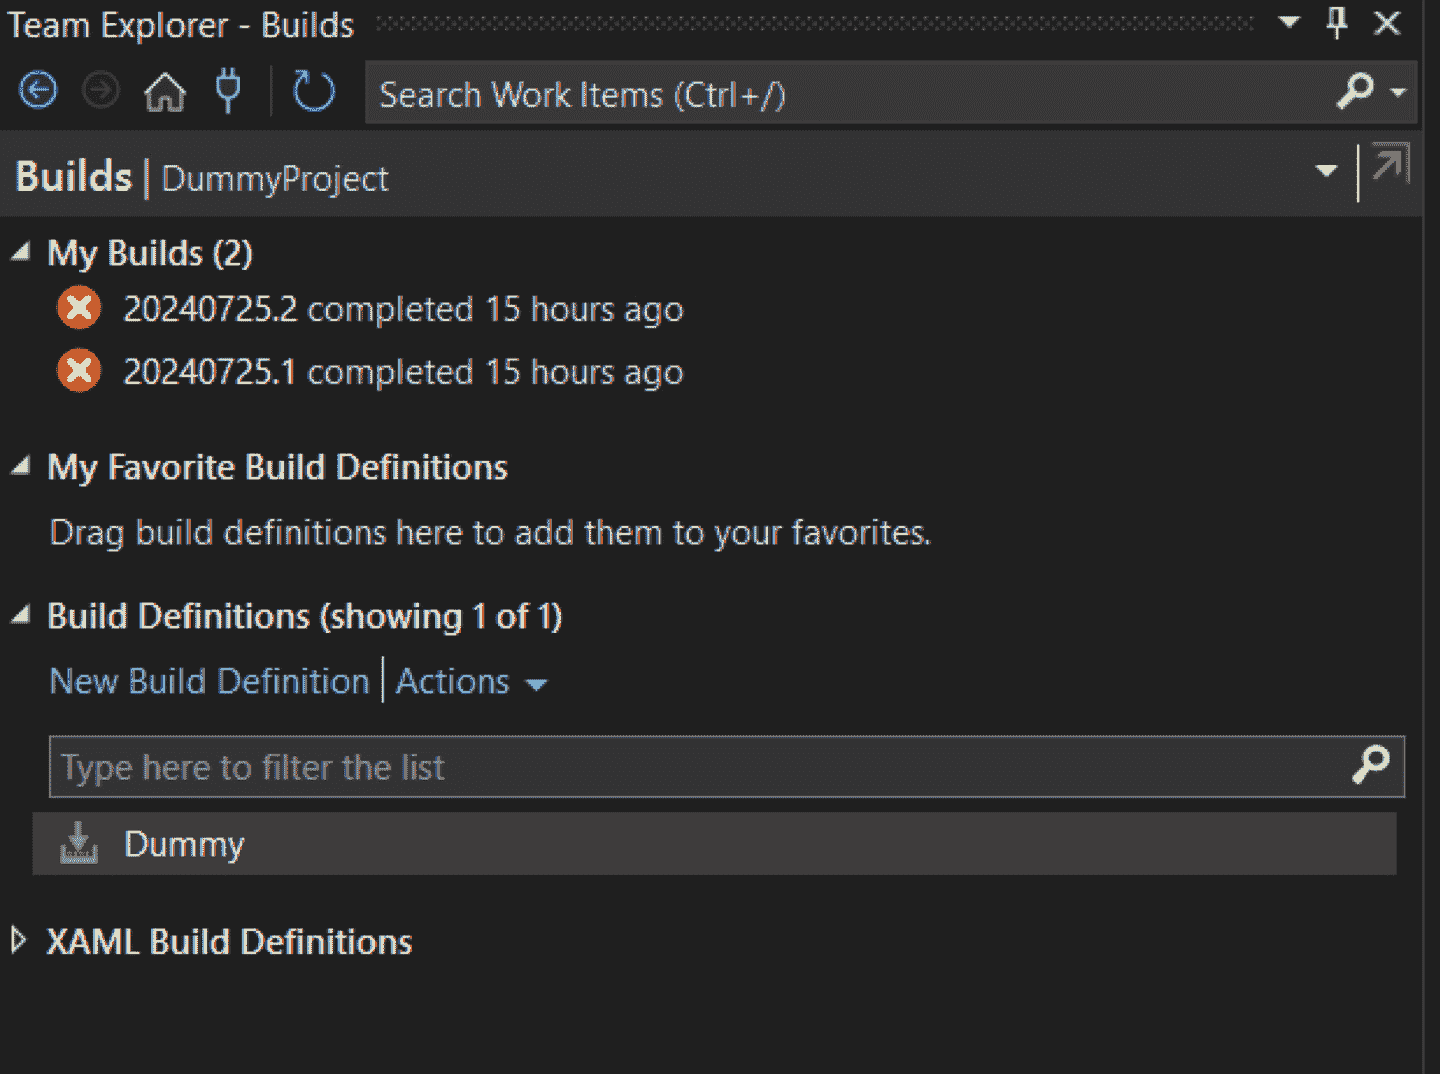 Team Explorer - Builds
Search Work Items (Ctrl+/)
Builds | DummyProject
My Builds (2)
20240725.2 completed 15 hours ago
20240725.1 completed 15 hours ago
My Favorite Build Definitions
Drag build definitions here to add them to your favorites.
Build Definitions (showing 1 of 1)
New Build Definition | Actions
Type here to filter the list
Dummy
XAML Build Definitions